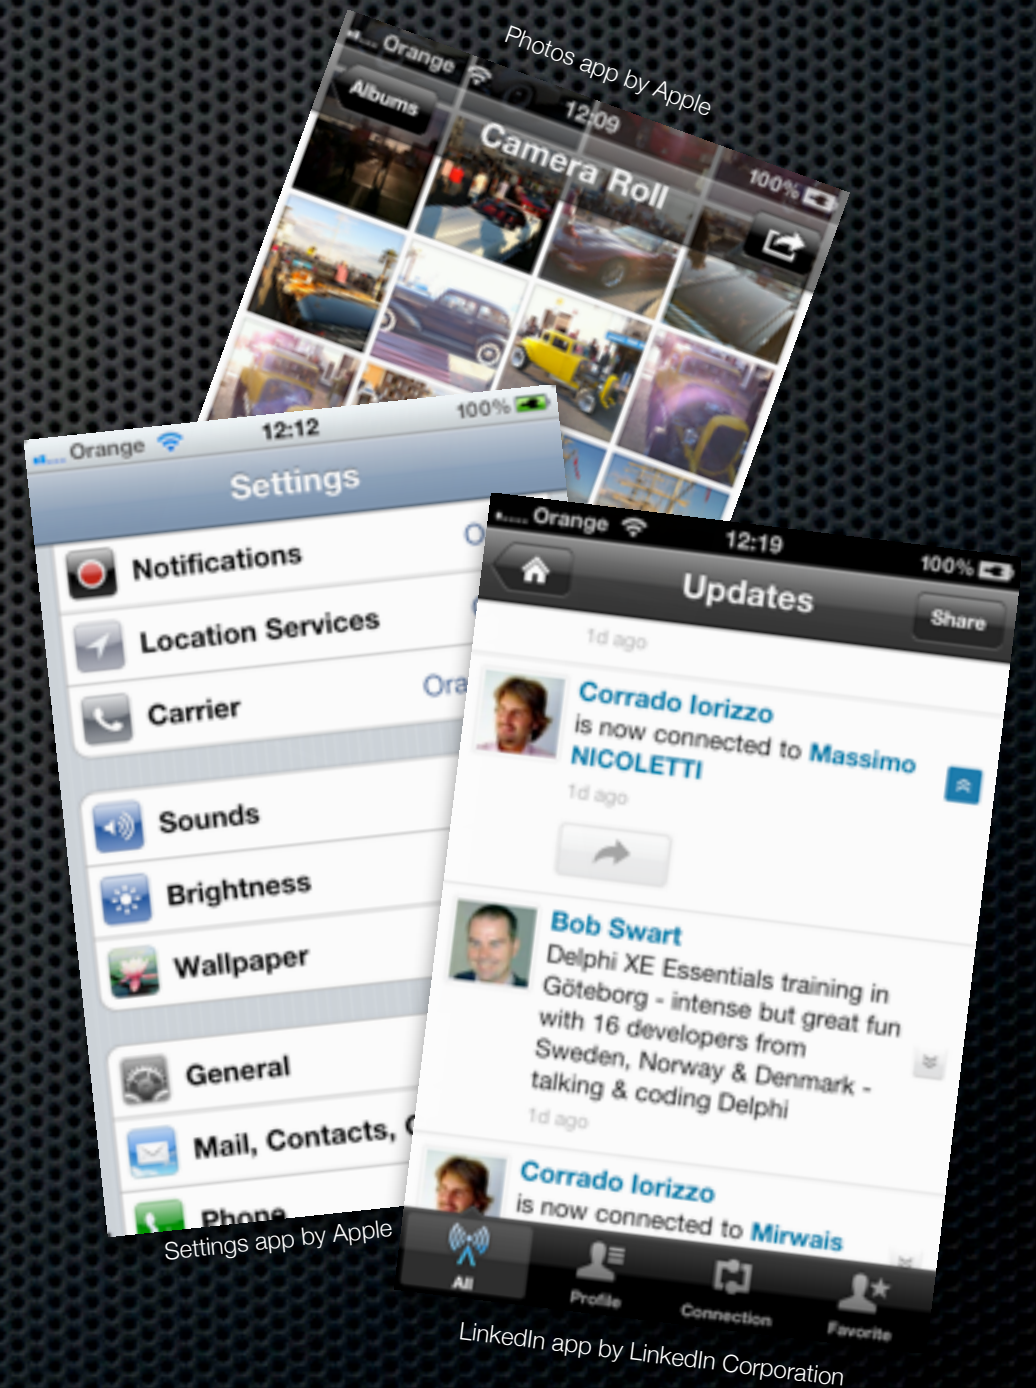 Photos app by Apple
Orange
12:09
100%
Albums
Camera Roll
Orange
12:12
100%
Settings
Notifications
Location Services
Carrier
Sounds
Brightness
Wallpaper
General
Mail, Contacts,
Phone
Settings app by Apple
Orange
12:19
100%
Updates
Share
1d ago
Corrado Iorizzo
is now connected to Massimo
NICOLETTI
1d ago
Bob Swart
Delphi XE Essentials training in
Göteborg - intense but great fun
with 16 developers from
Sweden, Norway & Denmark -
talking & coding Delphi
1d ago
Corrado Iorizzo
is now connected to Mirwais
All
Profile
Connection
Favorite
LinkedIn app by LinkedIn Corporation